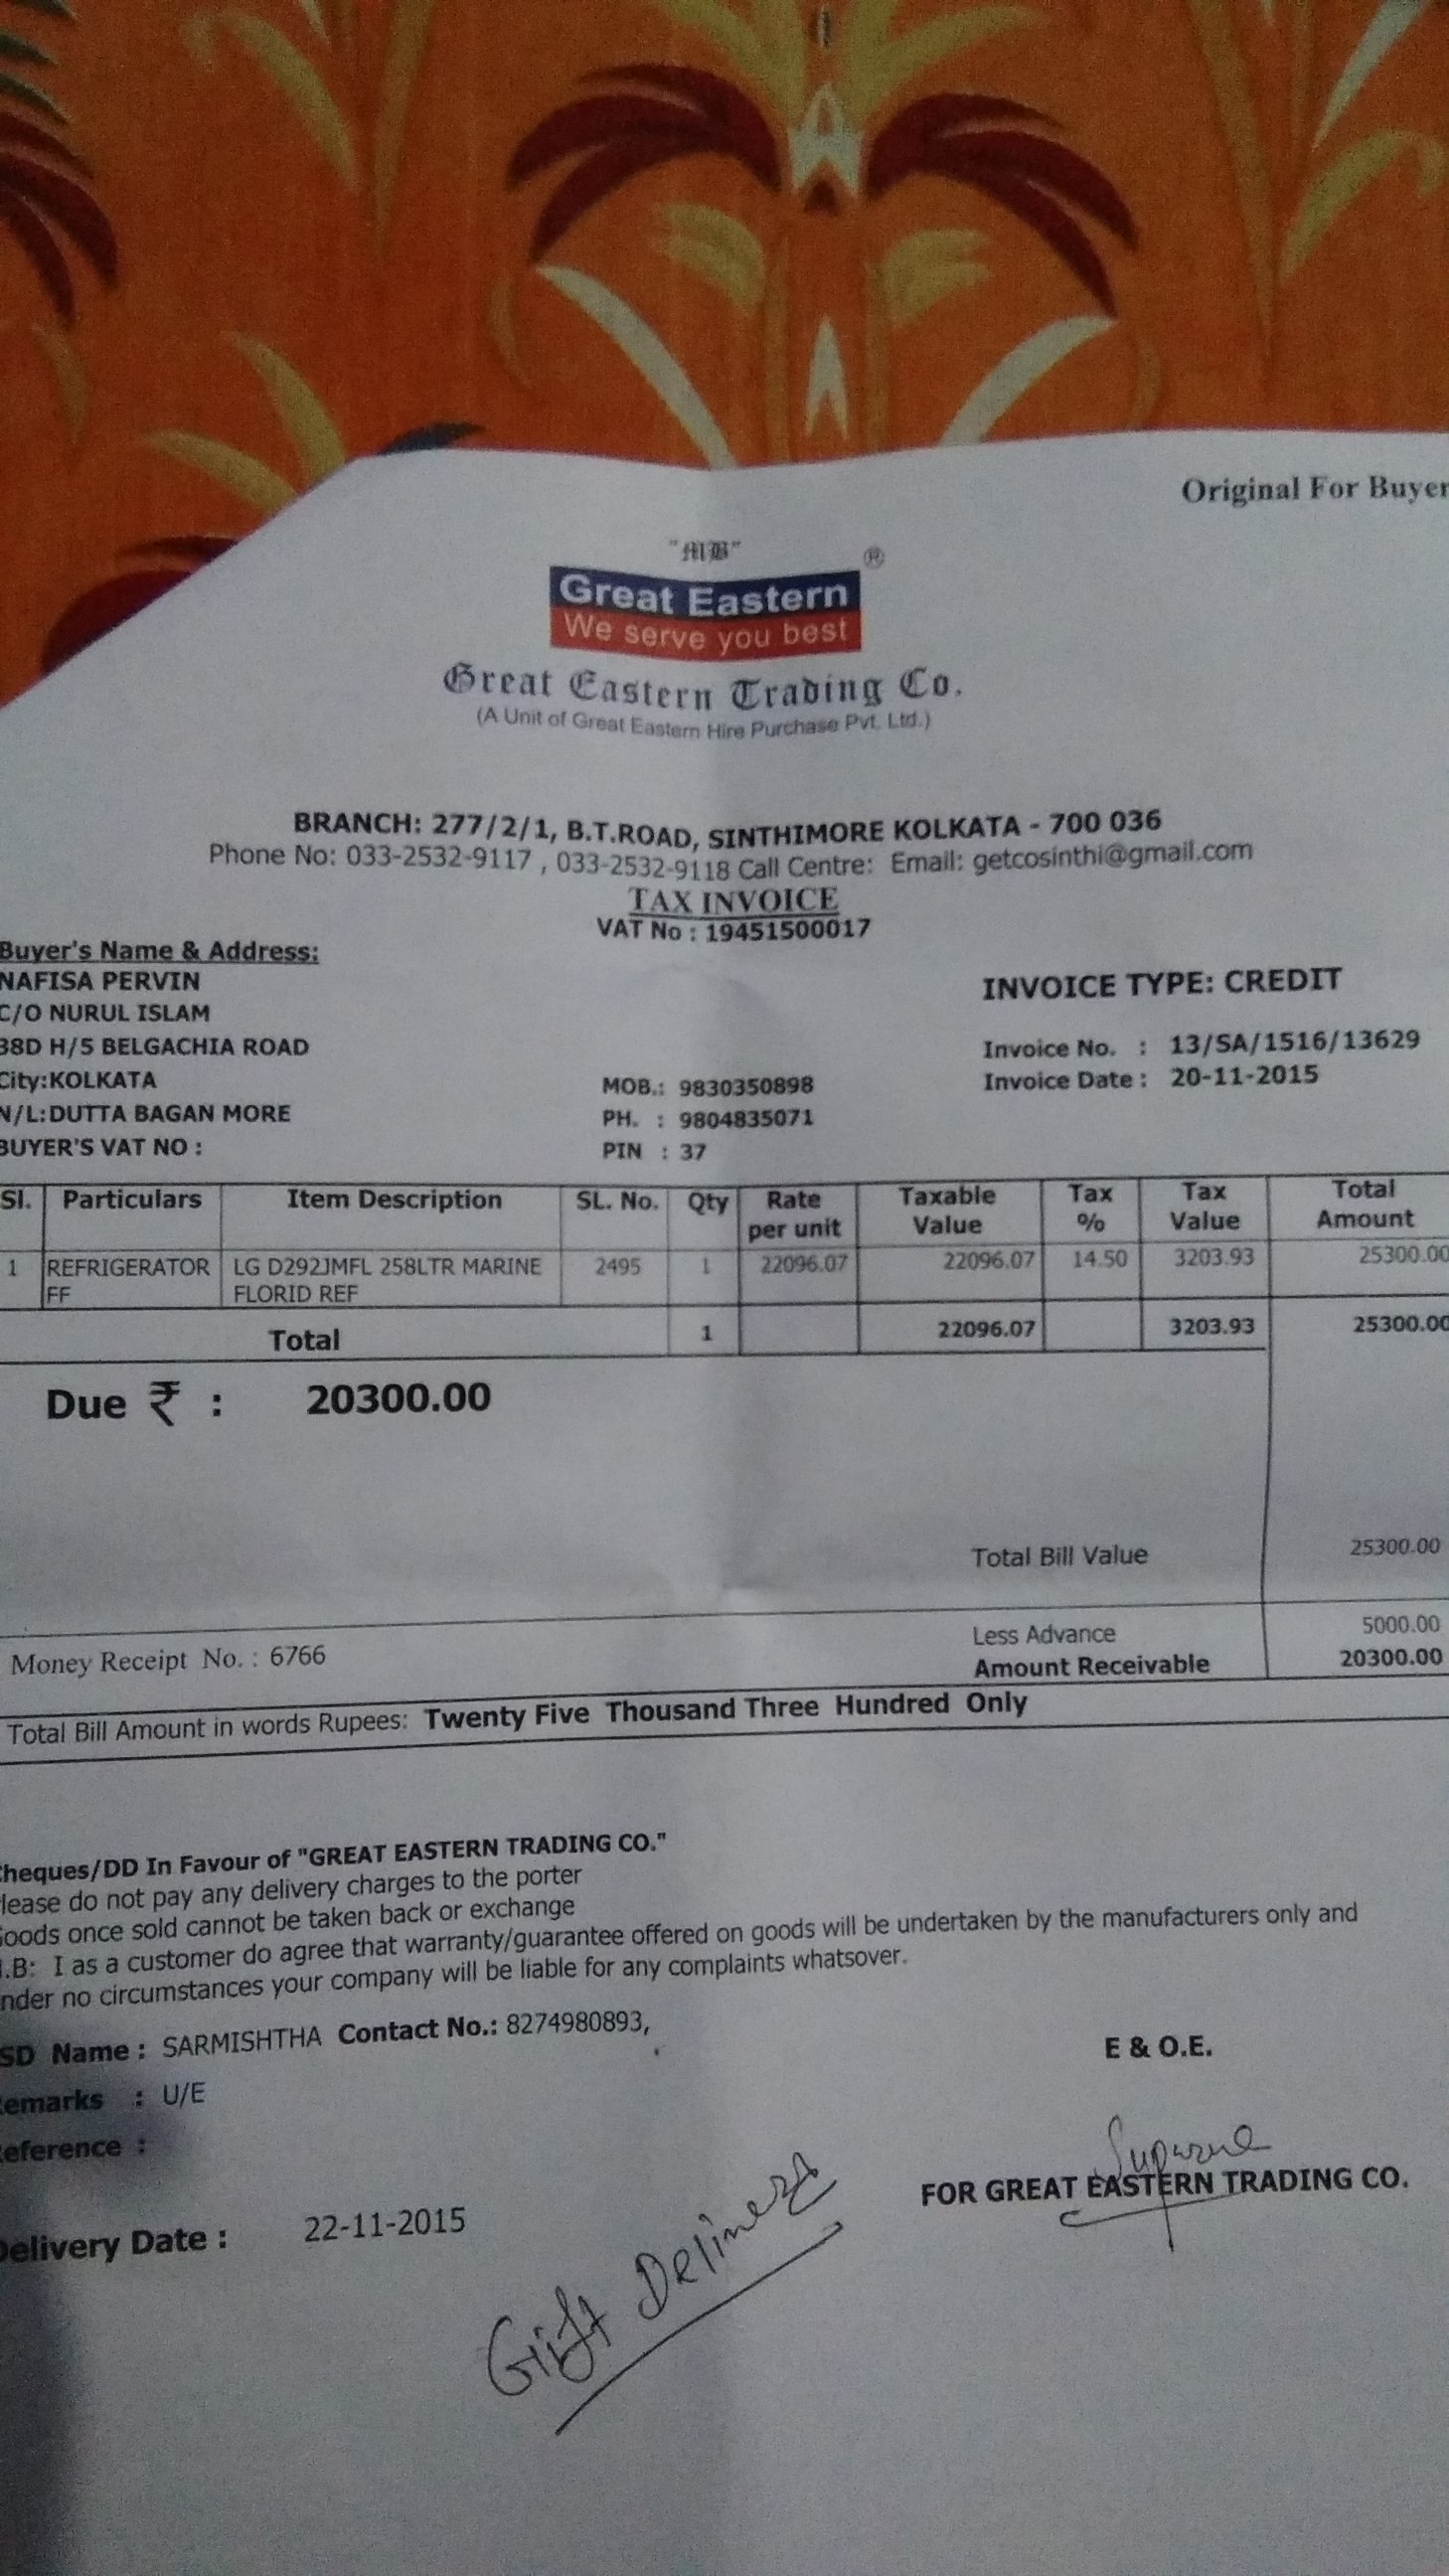 Original For Buyer
"MB"
®
Great Eastern
We serve you best
Great Eastern Trading Co.
(A Unit of Great Eastern Hire Purchase Pvt. Ltd.)
BRANCH: 277/2/1, B.T.ROAD, SINTHIMORE KOLKATA - 700 036
Phone No: 033-2532-9117 , 033-2532-9118 Call Centre: Email: getcosinthi@gmail.com
TAX INVOICE
VAT No : 19451500017
Buyer's Name & Address:
NAFISA PERVIN
C/O NURUL ISLAM
38D H/5 BELGACHIA ROAD
City:KOLKATA
N/L:DUTTA BAGAN MORE
BUYER'S VAT NO :
MOB.: 9830350898
PH. : 9804835071
PIN : 37
INVOICE TYPE: CREDIT
Invoice No. : 13/SA/1516/13629
Invoice Date : 20-11-2015
Sl. Particulars Item Description SL. No. Qty Rate per unit Taxable Value Tax % Tax Value Total Amount
1 REFRIGERATOR LG D292JMFL 258LTR MARINE 2495 1 22096.07 22096.07 14.50 3203.93 25300.00
FF FLORID REF
Total 1 22096.07 3203.93 25300.00
Due ₹ : 20300.00
Total Bill Value 25300.00
Less Advance 5000.00
Money Receipt No. : 6766
Amount Receivable 20300.00
Total Bill Amount in words Rupees: Twenty Five Thousand Three Hundred Only
Cheques/DD In Favour of "GREAT EASTERN TRADING CO."
lease do not pay any delivery charges to the porter
oods once sold cannot be taken back or exchange
.B: I as a customer do agree that warranty/guarantee offered on goods will be undertaken by the manufacturers only and
nder no circumstances your company will be liable for any complaints whatsover.
SD Name : SARMISHTHA Contact No.: 8274980893,
emarks : U/E
eference :
E & O.E.
FOR GREAT EASTERN TRADING CO.
Delivery Date : 22-11-2015
Gift Delivered